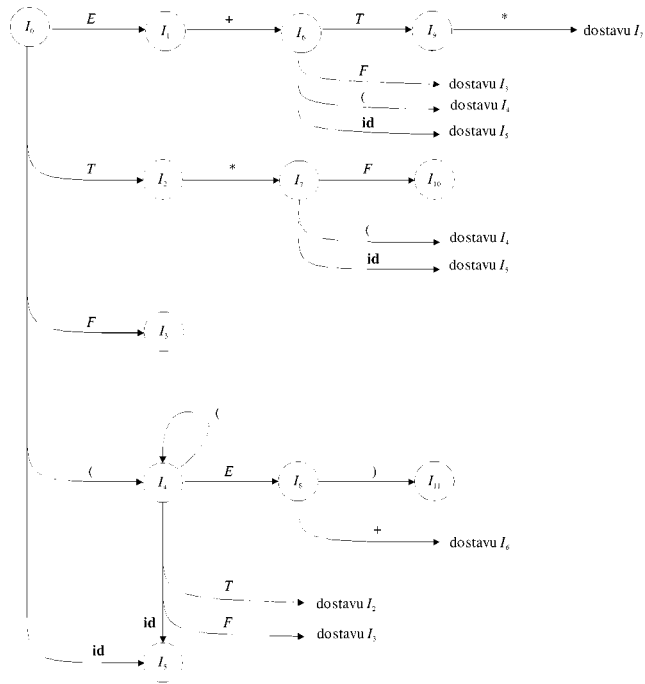 I₀ E I₁ + I₆ T I₉ * dostavu I₇
F dostavu I₃
( dostavu I₄
id dostavu I₅
T I₂ * I₇ F I₁₀
( dostavu I₄
id dostavu I₅
F I₃
(
( I₄ E I₈ ) I₁₁
+ dostavu I₆
T dostavu I₂
id F dostavu I₃
id I₅